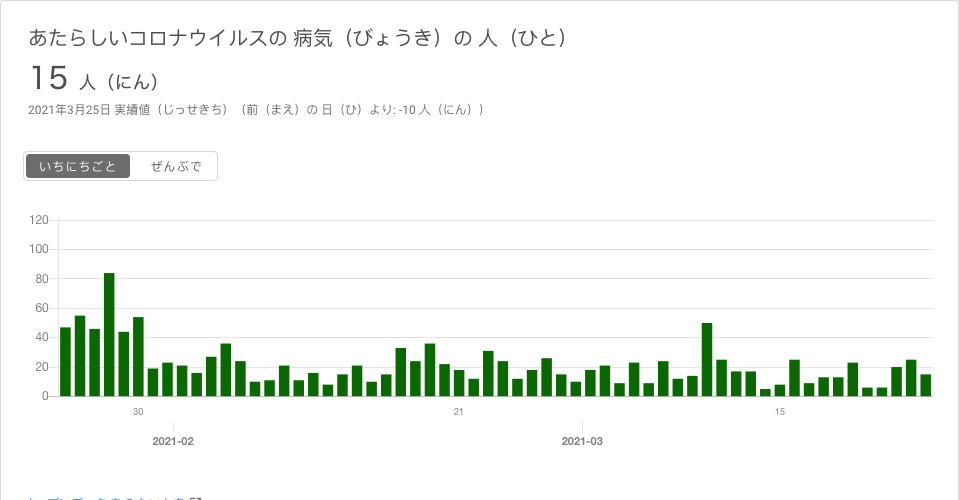 あたらしいコロナウイルスの 病気（びょうき）の 人（ひと）
15 人（にん）
2021年3月25日 実績値（じっせきち）（前（まえ）の 日（ひ）より: -10 人（にん））
いちにちごと ぜんぶで
120
100
80
60
40
20
0
30 21 15
2021-02 2021-03